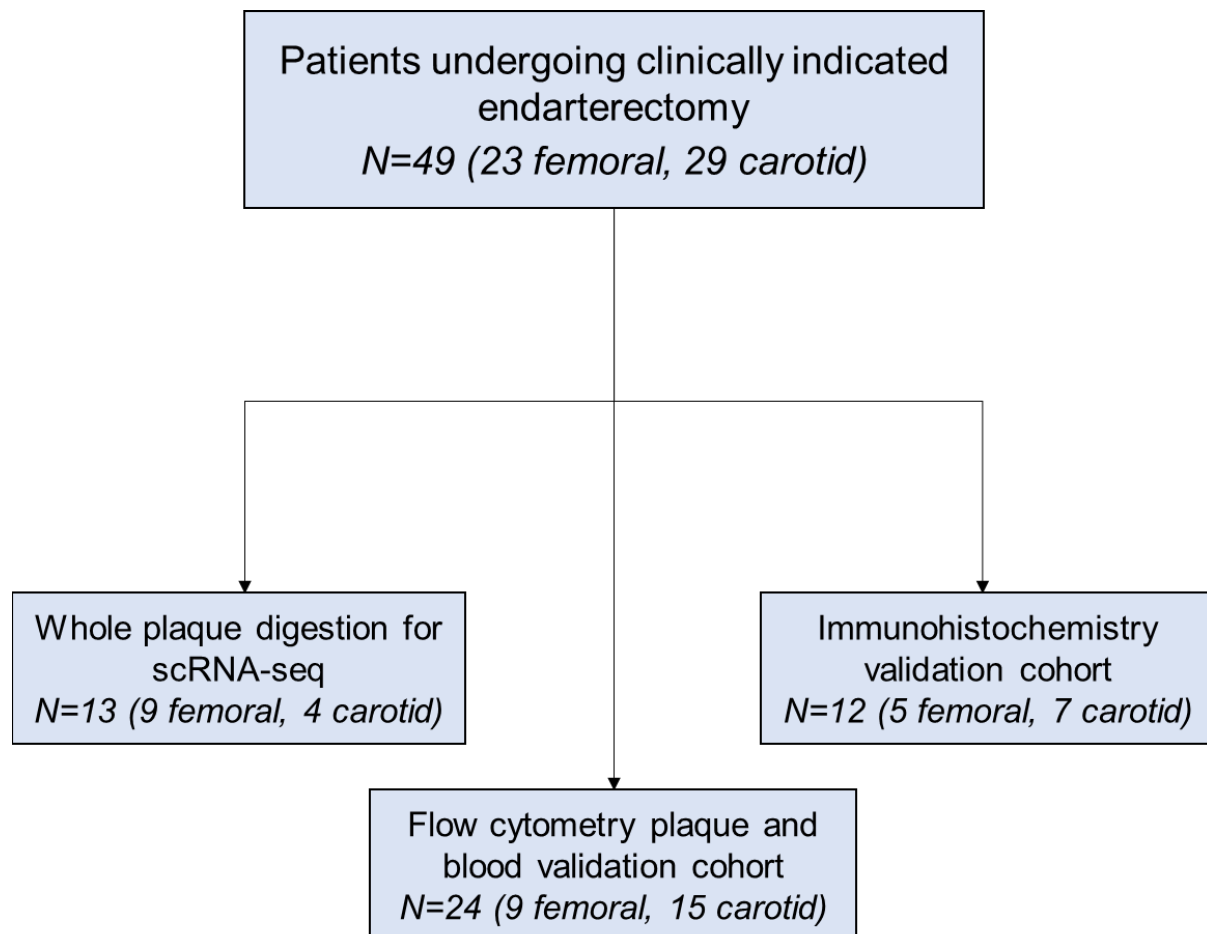 Patients undergoing clinically indicated
endarterectomy
N=49 (23 femoral, 29 carotid)
Whole plaque digestion for
scRNA-seq
N=13 (9 femoral, 4 carotid)
Immunohistochemistry
validation cohort
N=12 (5 femoral, 7 carotid)
Flow cytometry plaque and
blood validation cohort
N=24 (9 femoral, 15 carotid)